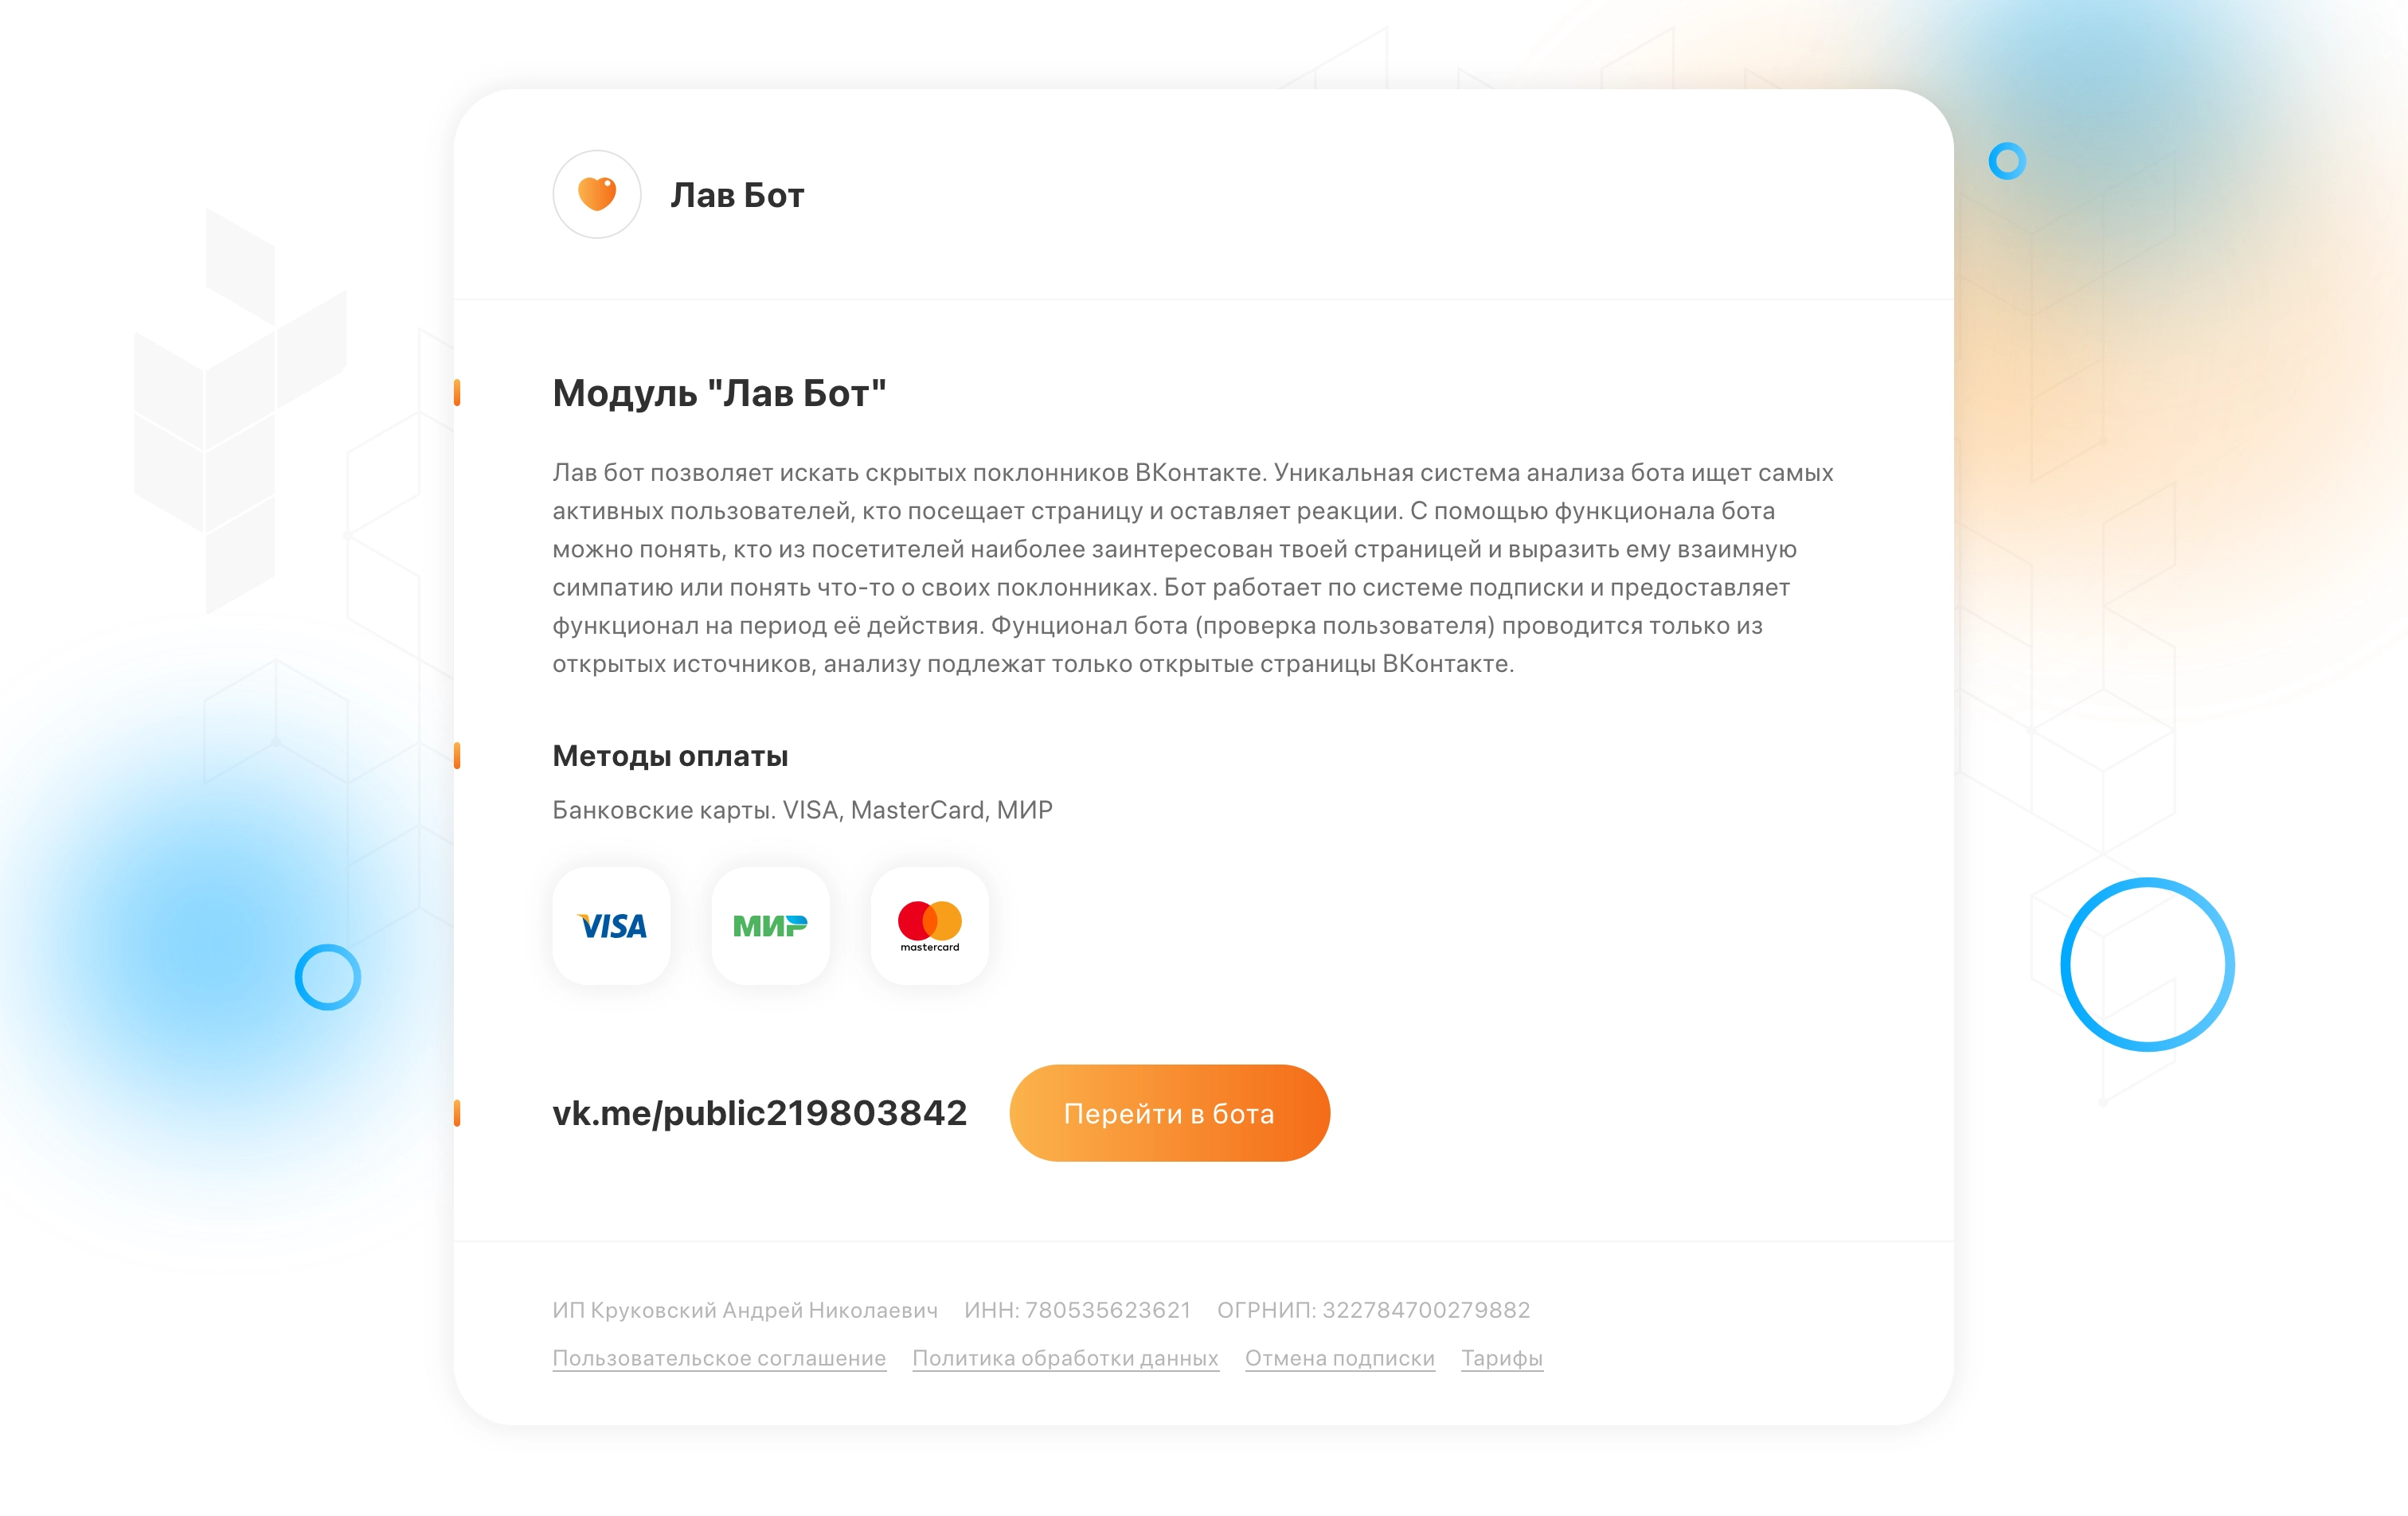 Лав Бот
Модуль "Лав Бот"
Лав бот позволяет искать скрытых поклонников ВКонтакте. Уникальная система анализа бота ищет самых
активных пользователей, кто посещает страницу и оставляет реакции. С помощью функционала бота
можно понять, кто из посетителей наиболее заинтересован твоей страницей и выразить ему взаимную
симпатию или понять что-то о своих поклонниках. Бот работает по системе подписки и предоставляет
функционал на период её действия. Фунционал бота (проверка пользователя) проводится только из
открытых источников, анализу подлежат только открытые страницы ВКонтакте.
Методы оплаты
Банковские карты. VISA, MasterCard, МИР
VISA МИР mastercard
vk.me/public219803842 Перейти в бота
ИП Круковский Андрей Николаевич ИНН: 780535623621 ОГРНИП: 322784700279882
Пользовательское соглашение Политика обработки данных Отмена подписки Тарифы